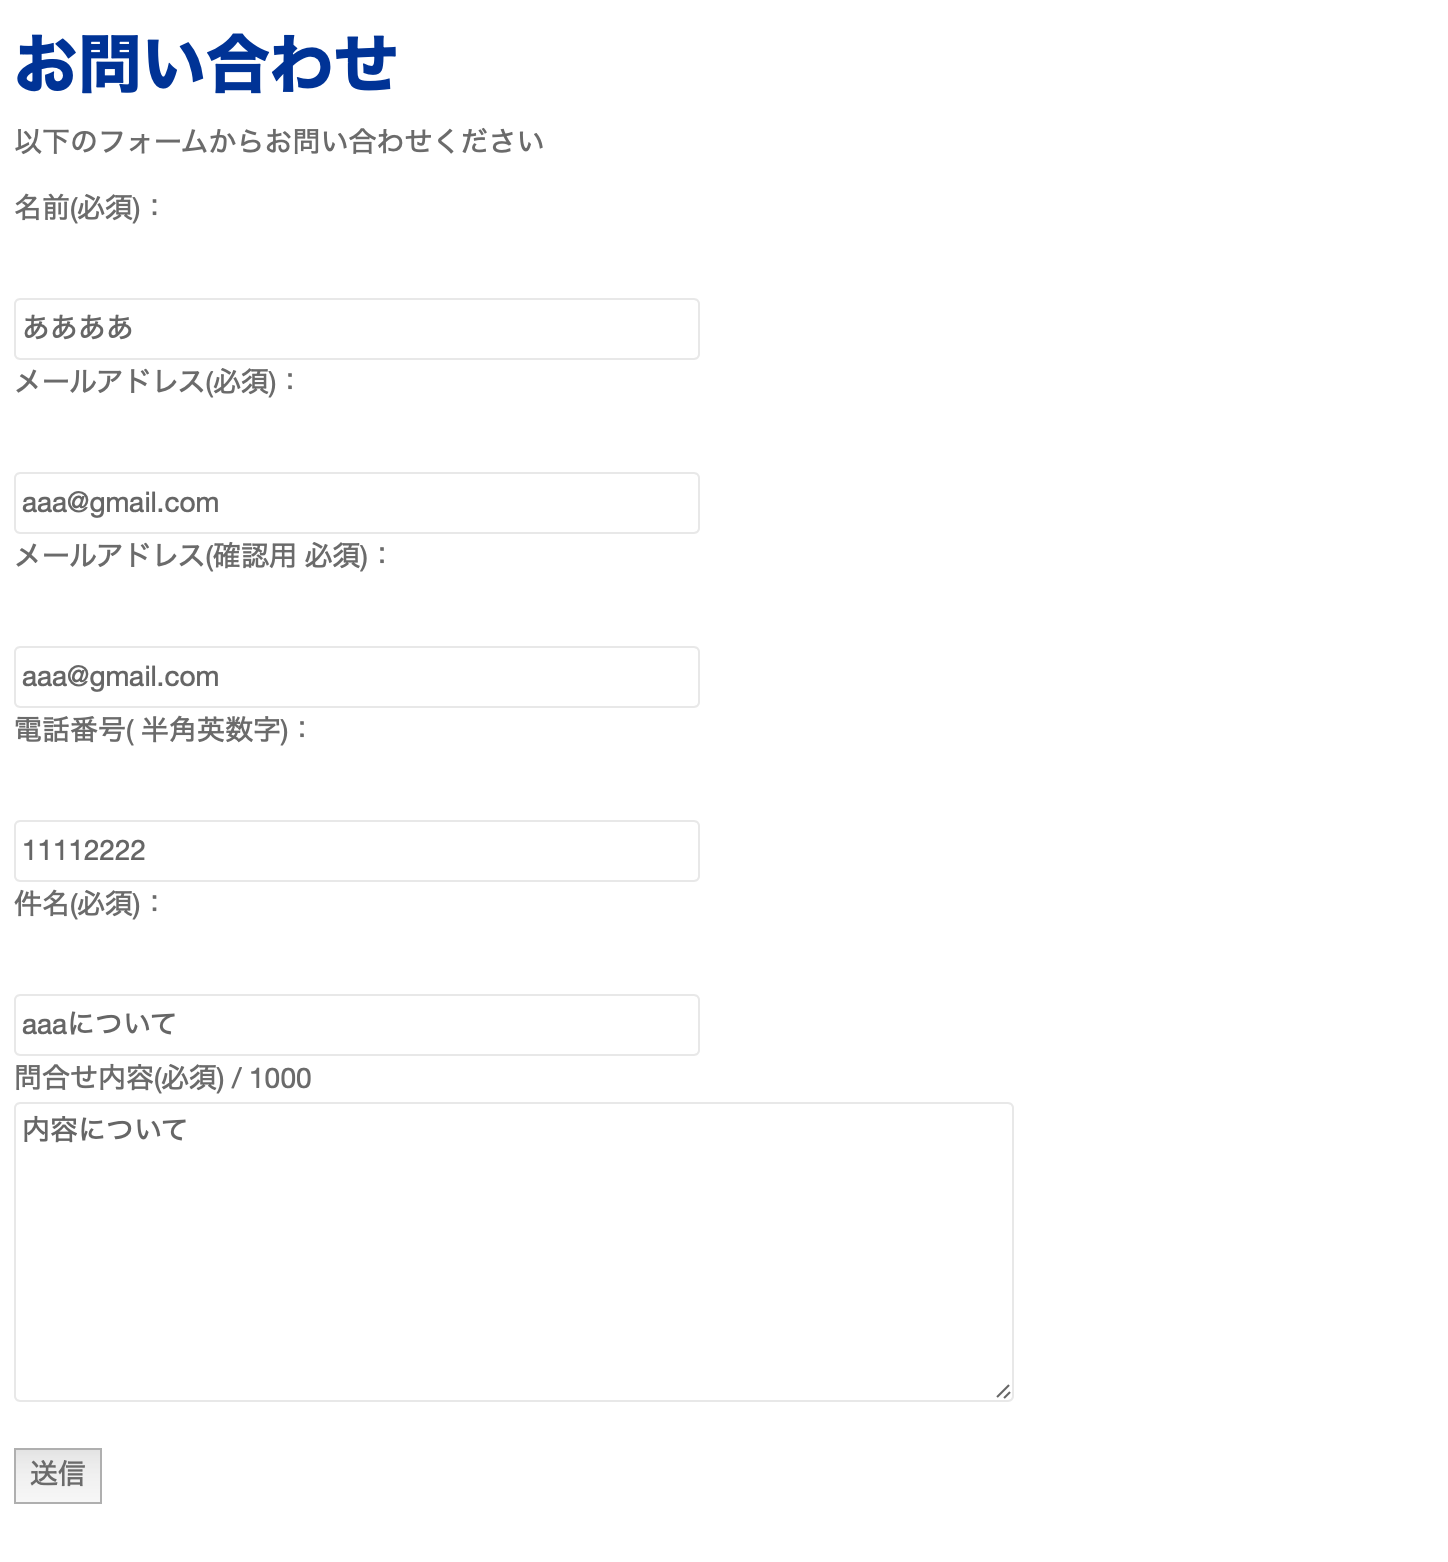 お問い合わせ
以下のフォームからお問い合わせください
名前(必須)：
ああああ
メールアドレス(必須)：
aaa@gmail.com
メールアドレス(確認用 必須)：
aaa@gmail.com
電話番号( 半角英数字)：
11112222
件名(必須)：
aaaについて
問合せ内容(必須) / 1000
内容について
送信